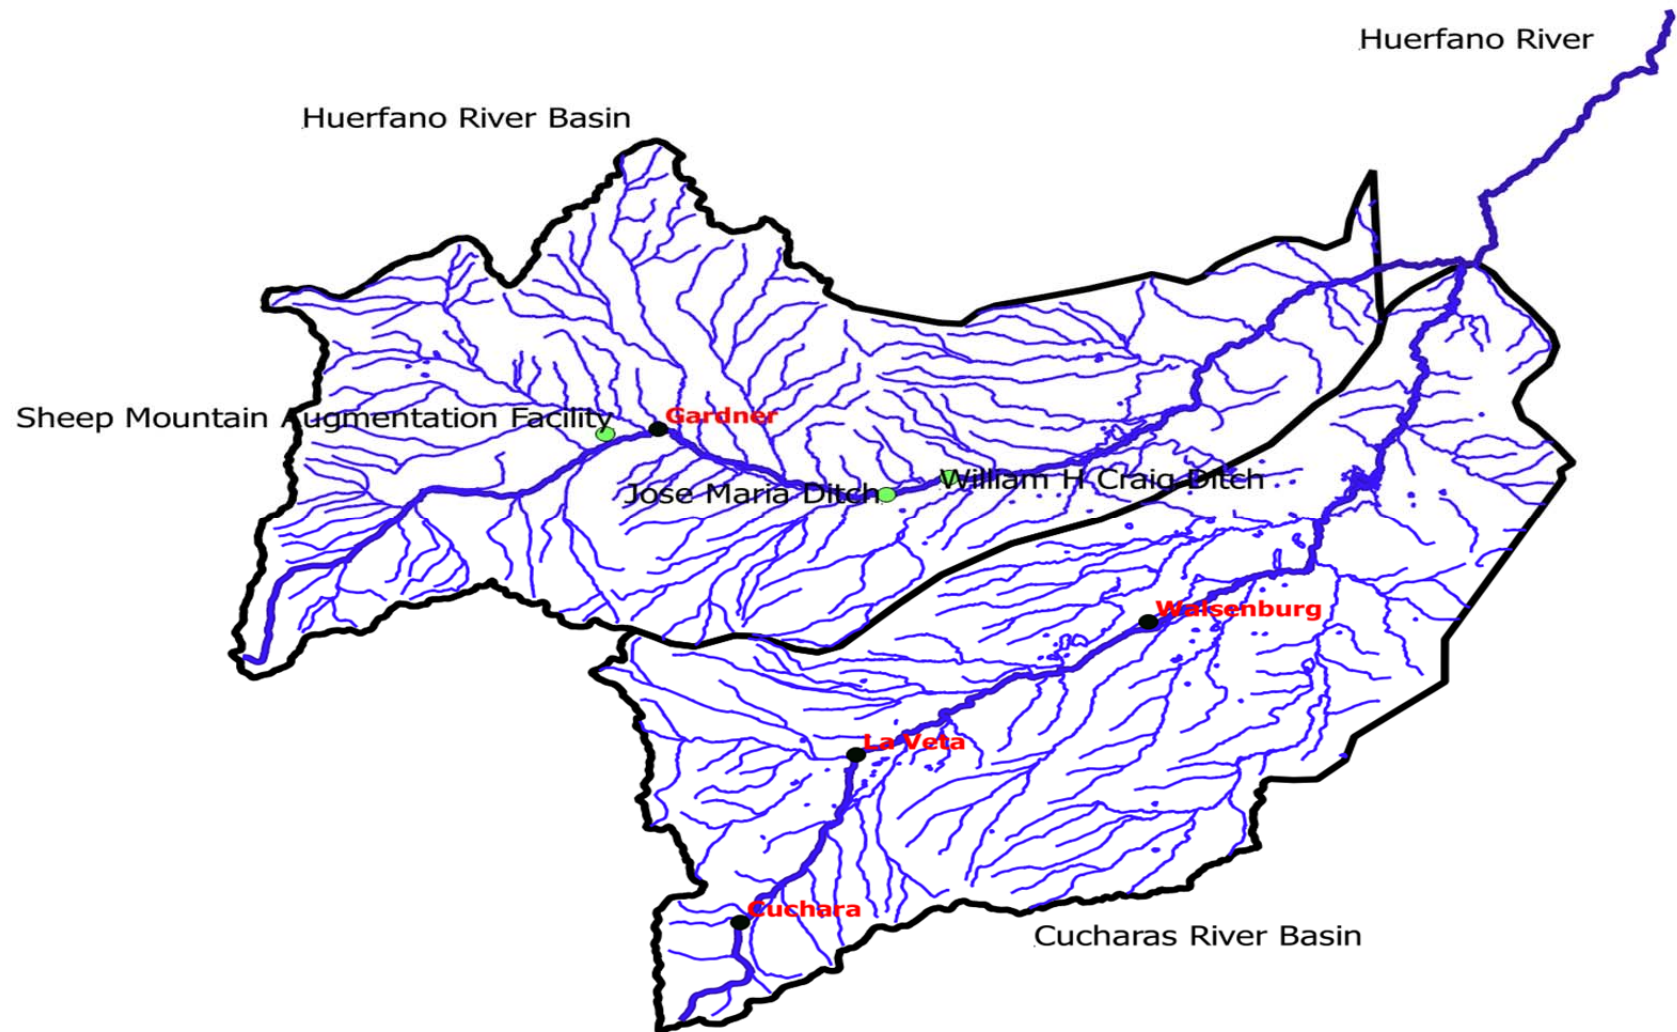 Huerfano River
Huerfano River Basin
Sheep Mountain Augmentation Facility
Gardner
William H Craig Ditch
Jose Maria Ditch
Walsenburg
La Veta
Cuchara
Cucharas River Basin